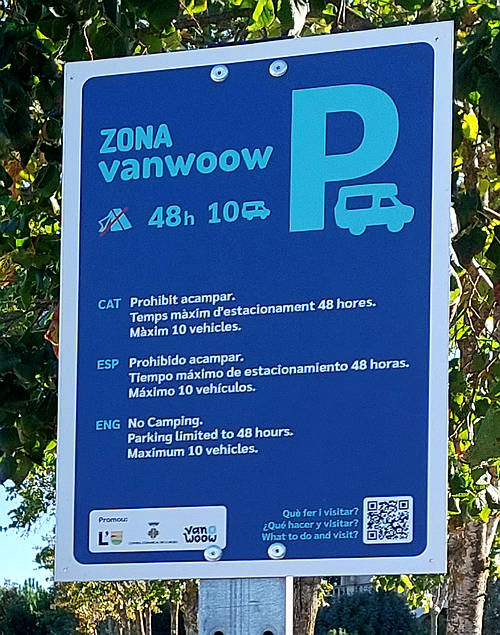 P
ZONA
vanwoow
48h 10
CAT Prohibit acampar.
Temps màxim d'estacionament 48 hores.
Màxim 10 vehicles.
ESP Prohibido acampar.
Tiempo máximo de estacionamiento 48 horas.
Máximo 10 vehículos.
ENG No Camping.
Parking limited to 48 hours.
Maximum 10 vehicles.
Promou:
van
woow
Què fer i visitar?
¿Qué hacer y visitar?
What to do and visit?